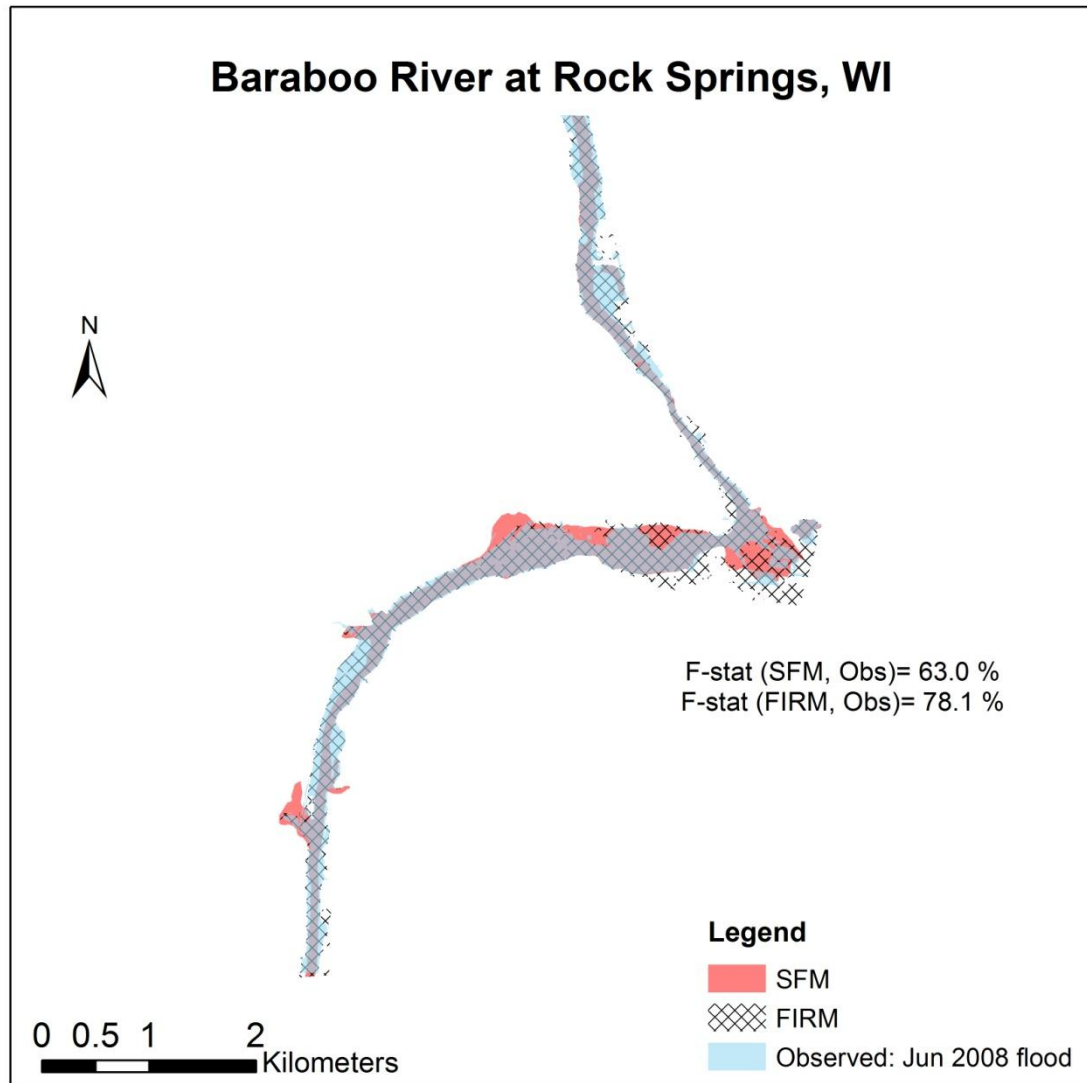 Baraboo River at Rock Springs, WI
N
F-stat (SFM, Obs)= 63.0 %
F-stat (FIRM, Obs)= 78.1 %
Legend
SFM
FIRM
Observed: Jun 2008 flood
0 0.5 1 2
Kilometers